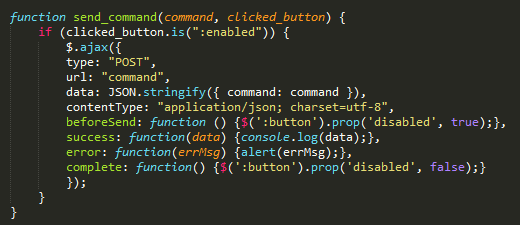 function send_command(command, clicked_button) {
if (clicked_button.is(":enabled")) {
$.ajax({
type: "POST",
url: "command",
data: JSON.stringify({ command: command }),
contentType: "application/json; charset=utf-8",
beforeSend: function () {$(':button').prop('disabled', true);},
success: function(data) {console.log(data);},
error: function(errMsg) {alert(errMsg);},
complete: function() {$(':button').prop('disabled', false);}
});
}
}